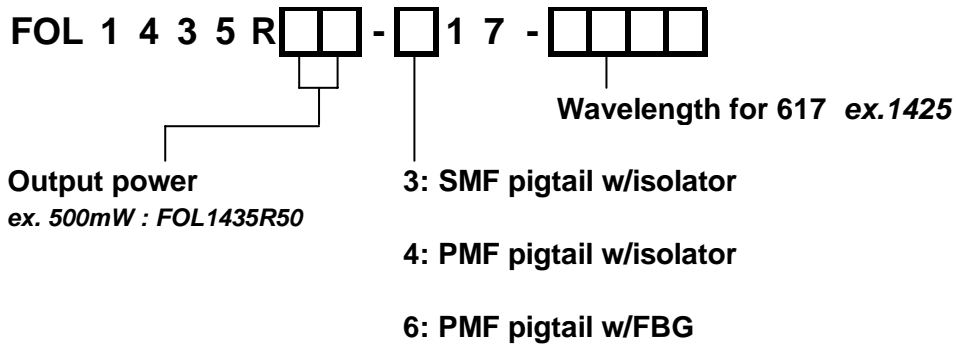 FOL 1 4 3 5 R - 1 7 -
Wavelength for 617 ex.1425
Output power
ex. 500mW : FOL1435R50
3: SMF pigtail w/isolator
4: PMF pigtail w/isolator
6: PMF pigtail w/FBG